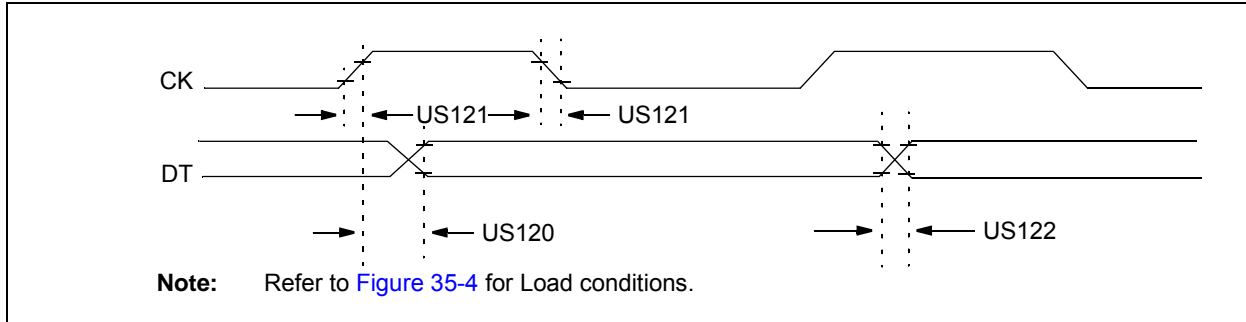 CK
US121 US121
DT
US120 US122
Note: Refer to Figure 35-4 for Load conditions.